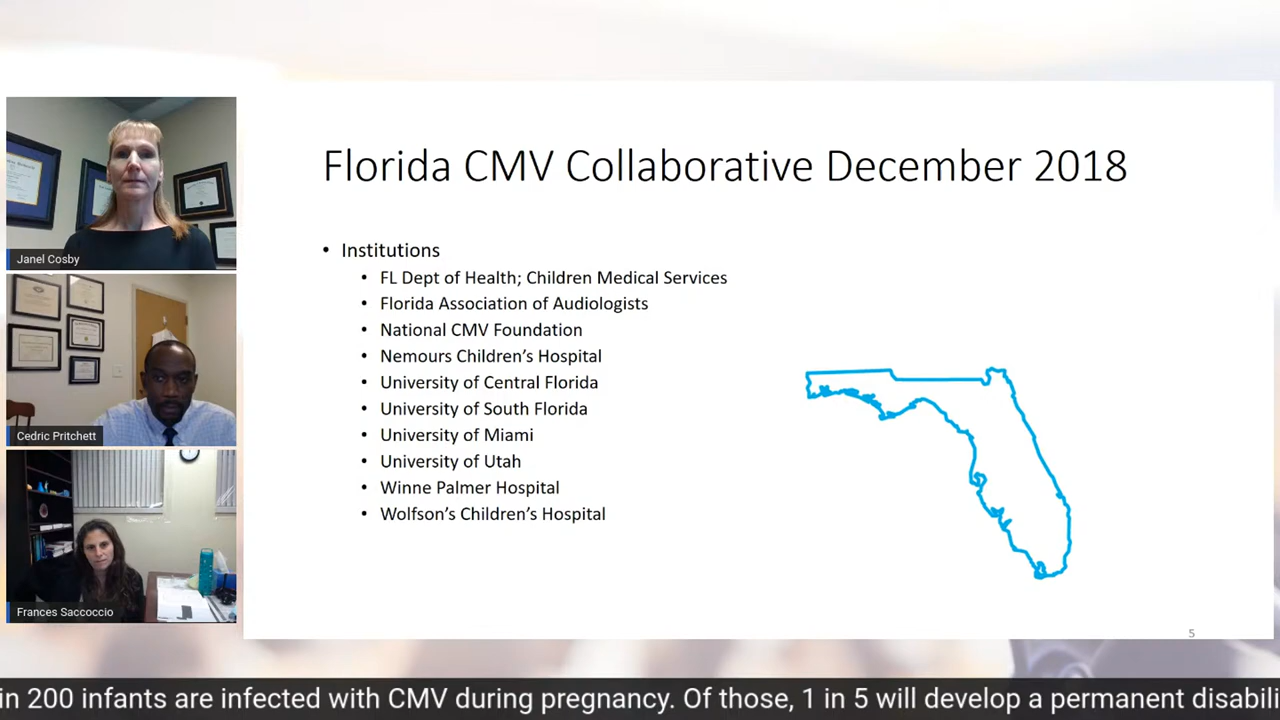 Florida CMV Collaborative December 2018
• Institutions
• FL Dept of Health; Children Medical Services
• Florida Association of Audiologists
• National CMV Foundation
• Nemours Children's Hospital
• University of Central Florida
• University of South Florida
• University of Miami
• University of Utah
• Winne Palmer Hospital
• Wolfson's Children's Hospital
Janel Cosby
Cedric Pritchett
Frances Saccoccio
5
in 200 infants are infected with CMV during pregnancy. Of those, 1 in 5 will develop a permanent disabili